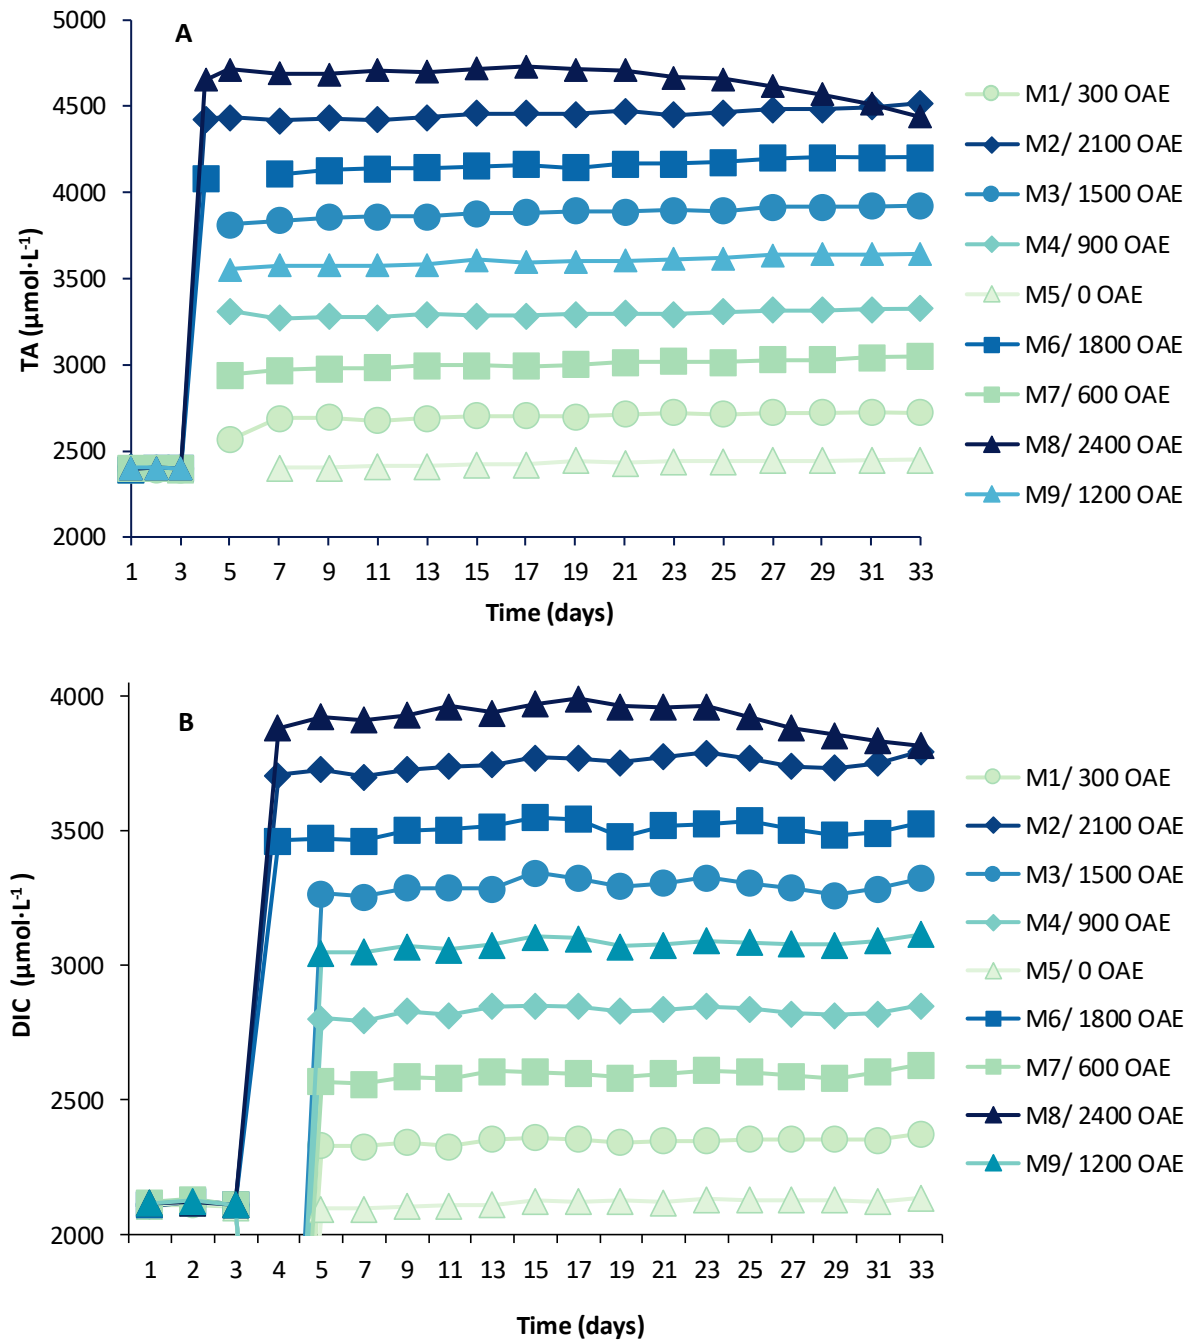 A
TA (µmol·L⁻¹)
5000
4500
4000
3500
3000
2500
2000
1 3 5 7 9 11 13 15 17 19 21 23 25 27 29 31 33
Time (days)
M1/ 300 OAE
M2/ 2100 OAE
M3/ 1500 OAE
M4/ 900 OAE
M5/ 0 OAE
M6/ 1800 OAE
M7/ 600 OAE
M8/ 2400 OAE
M9/ 1200 OAE
B
DIC (µmol·L⁻¹ )
4000
3500
3000
2500
2000
1 2 3 4 5 7 9 11 13 15 17 19 21 23 25 27 29 31 33
Time (days)
M1/ 300 OAE
M2/ 2100 OAE
M3/ 1500 OAE
M4/ 900 OAE
M5/ 0 OAE
M6/ 1800 OAE
M7/ 600 OAE
M8/ 2400 OAE
M9/ 1200 OAE